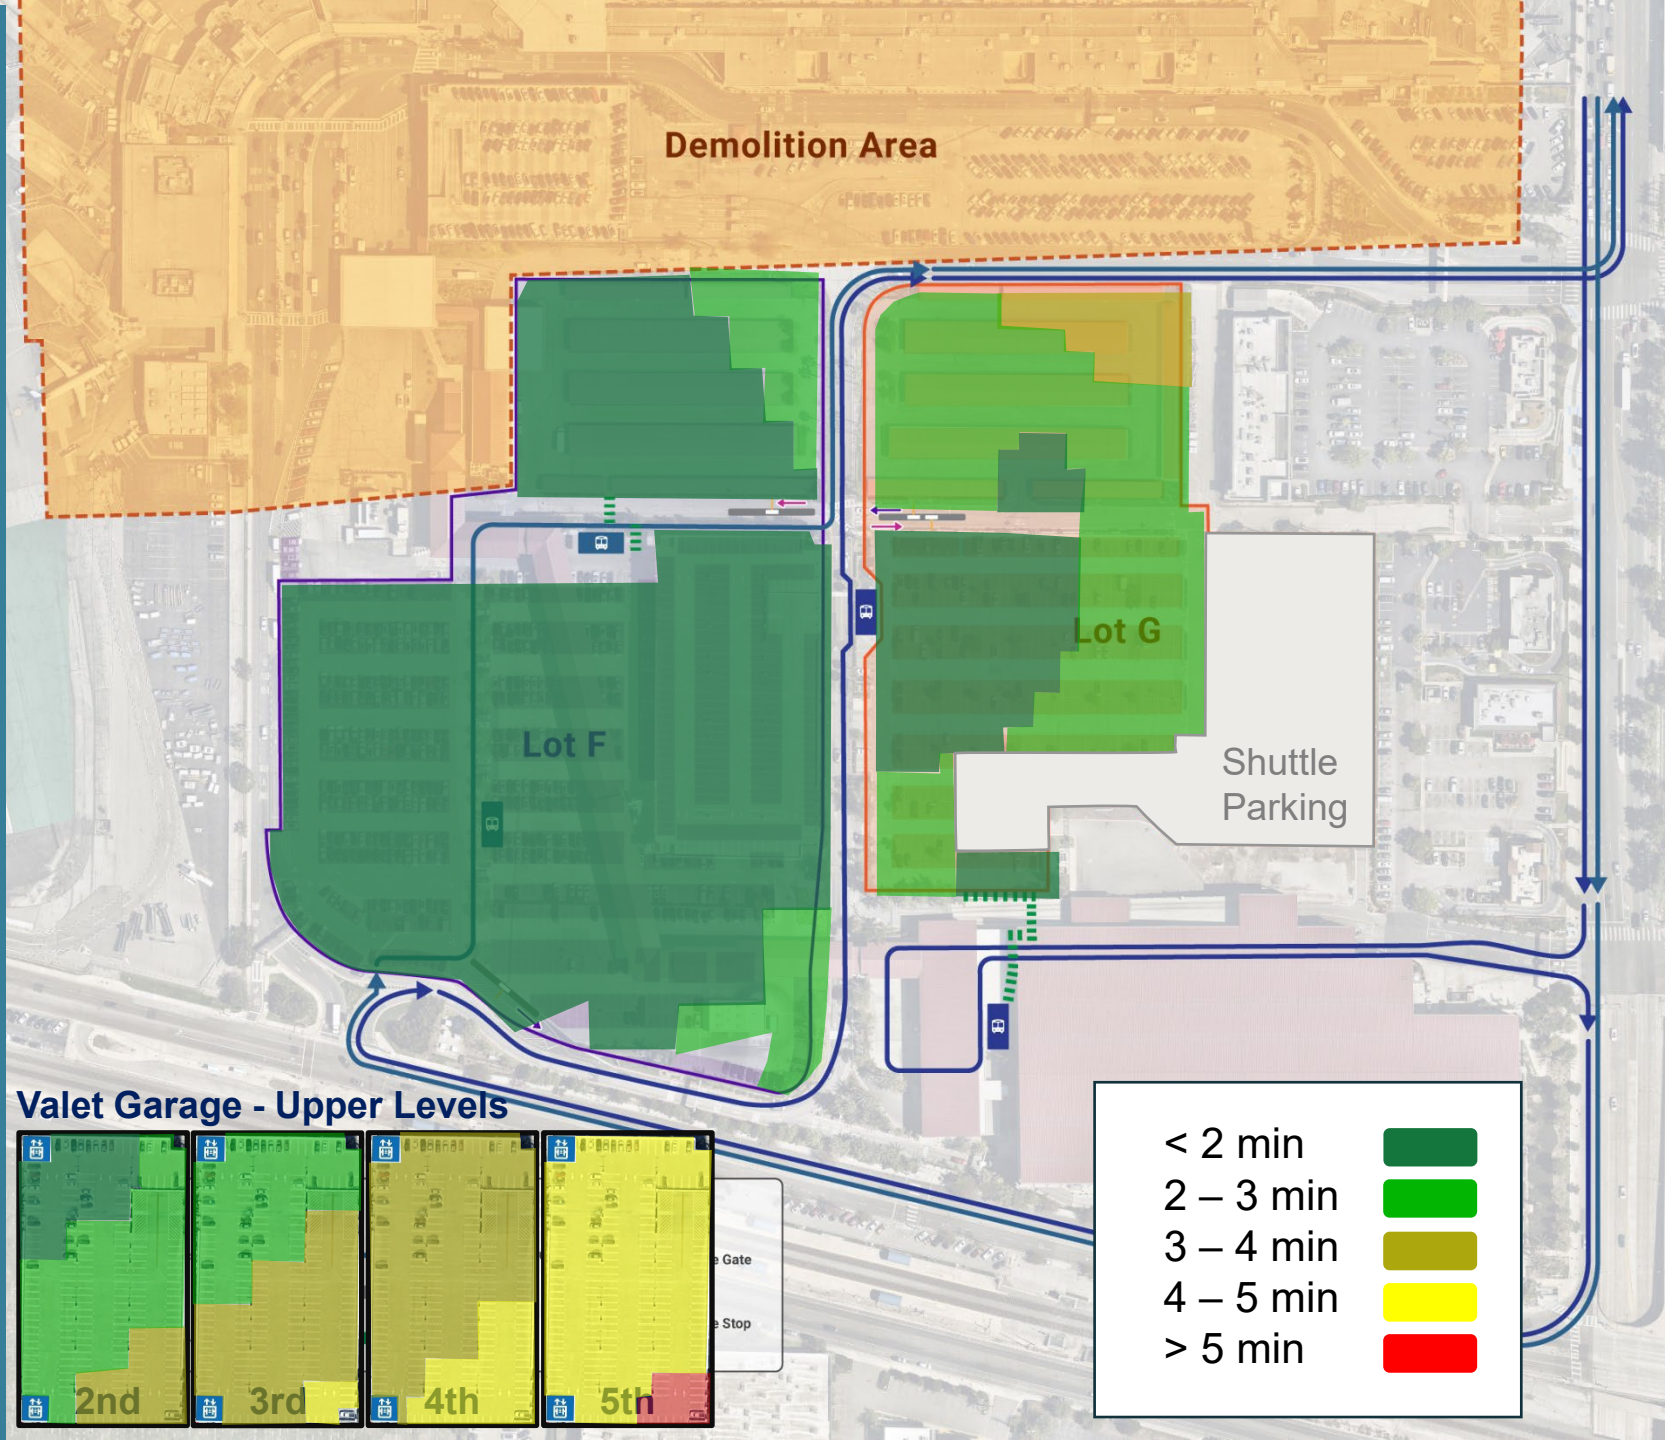 Demolition Area
Lot G
Lot F
Shuttle
Parking
Valet Garage - Upper Levels
2nd
3rd
4th
5th
e Gate
e Stop
< 2 min
2 – 3 min
3 – 4 min
4 – 5 min
> 5 min